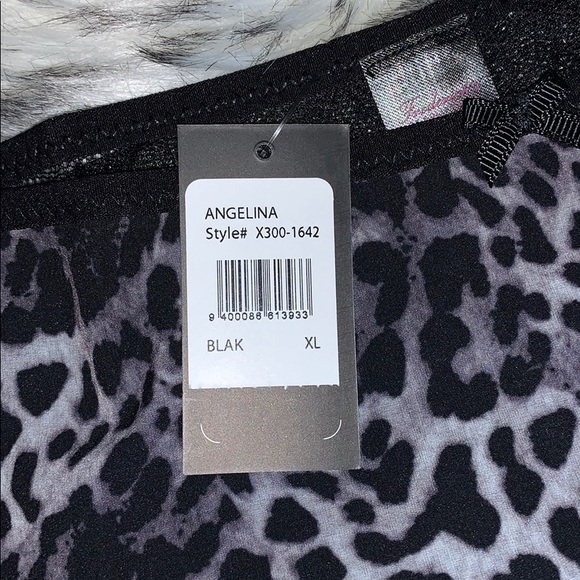 ANGELINA
Style# X300-1642
9 400086 613933
BLAK XL